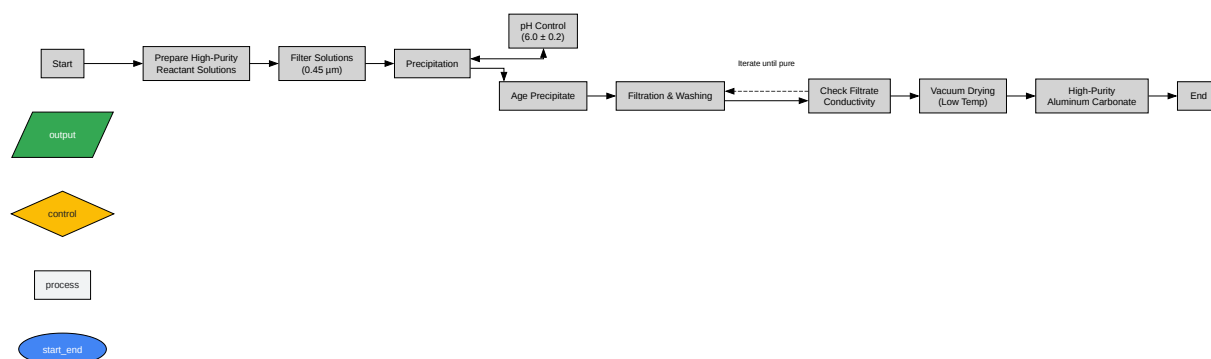 pH Control
(6.0 ± 0.2)
Start
Prepare High-Purity
Reactant Solutions
Filter Solutions
(0.45 µm)
Precipitation
Iterate until pure
Age Precipitate
Filtration & Washing
Check Filtrate
Conductivity
Vacuum Drying
(Low Temp)
High-Purity
Aluminum Carbonate
End
output
control
process
start_end